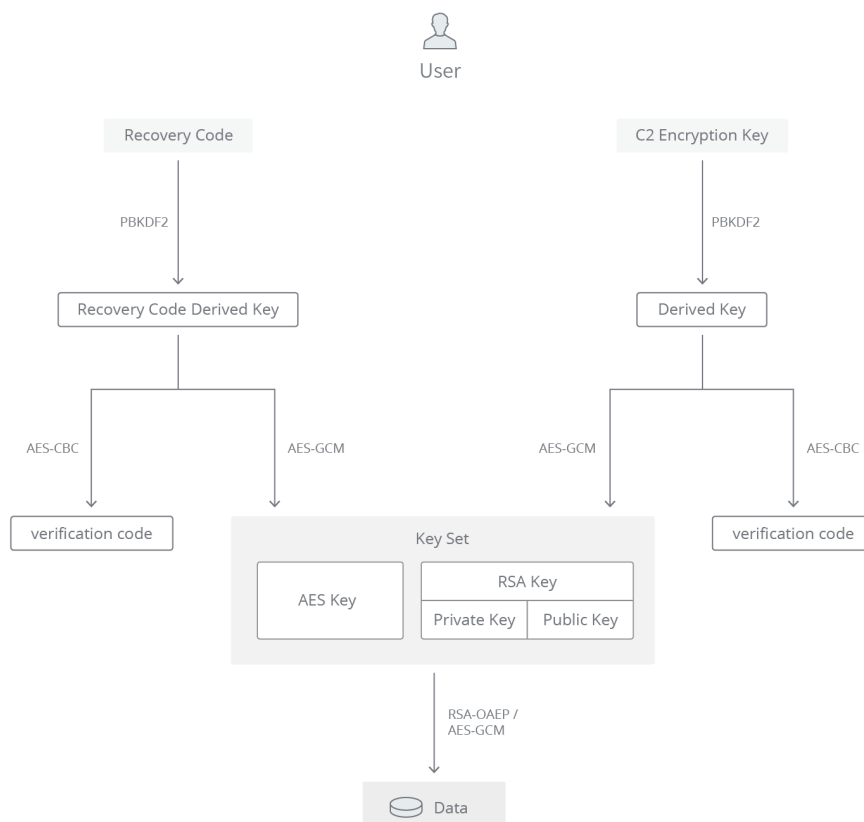 User
Recovery Code
C2 Encryption Key
PBKDF2
PBKDF2
Recovery Code Derived Key
Derived Key
AES-CBC
AES-GCM
AES-GCM
AES-CBC
verification code
verification code
Key Set
AES Key
RSA Key
Private Key
Public Key
RSA-OAEP /
AES-GCM
Data